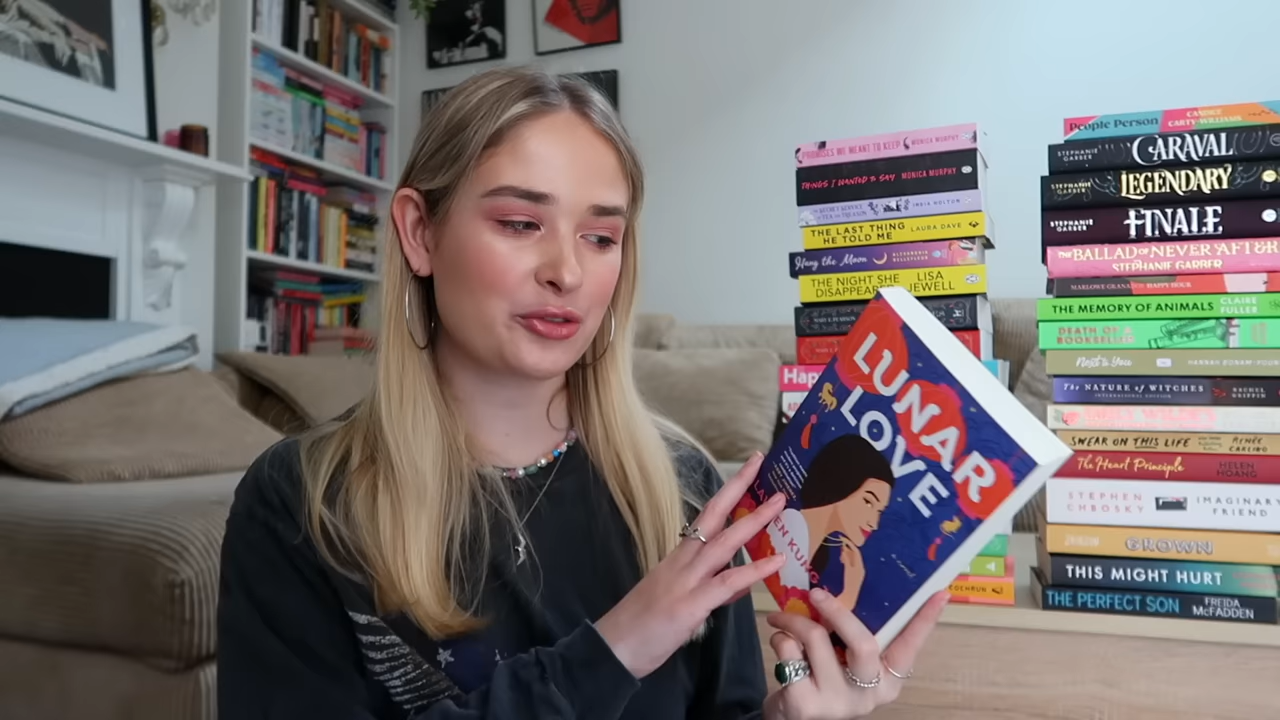 PROMISES WE MEANT TO KEEP MONICA MURPHY
THINGS I WANTED TO SAY MONICA MURPHY
INDIA HOLTON
THE LAST THING
HE TOLD ME
LAURA DAVE
Hang the Moon
THE NIGHT SHE
DISAPPEARED
LISA
JEWELL
LUNAR
LOVE
LAUREN KUNG
a novel
People Person
CANDICE
CARTY-WILLIAMS
STEPHANIE
GARBER
CARAVAL
STEPHANIE
GARBER
LEGENDARY
STEPHANIE
GARBER
FINALE
THE BALLAD OF NEVER AFTER
STEPHANIE GARBER
MARLOWE GRANADOS HAPPY HOUR
THE MEMORY OF ANIMALS
CLAIRE
FULLER
DEATH OF A
BOOKSELLER
Next to You
HANNAH BONAM-YOUNG
The NATURE OF WITCHES
INTERNATIONAL EDITION
RACHEL
GRIFFIN
SWEAR ON THIS LIFE
RENÉE
CARLINO
The Heart Principle
HELEN
HOANG
STEPHEN
CHBOSKY
IMAGINARY
FRIEND
GROWN
THIS MIGHT HURT
THE PERFECT SON
FREIDA
McFADDEN